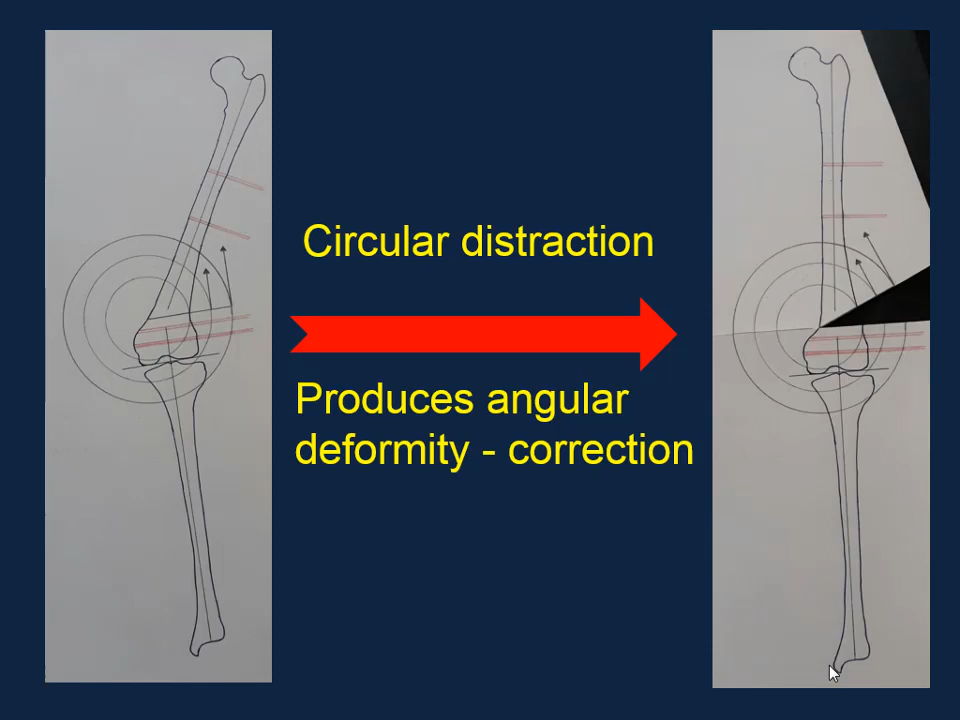 Circular distraction
Produces angular
deformity - correction